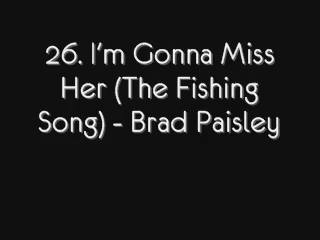 26. I'm Gonna Miss
Her (The Fishing
Song) - Brad Paisley